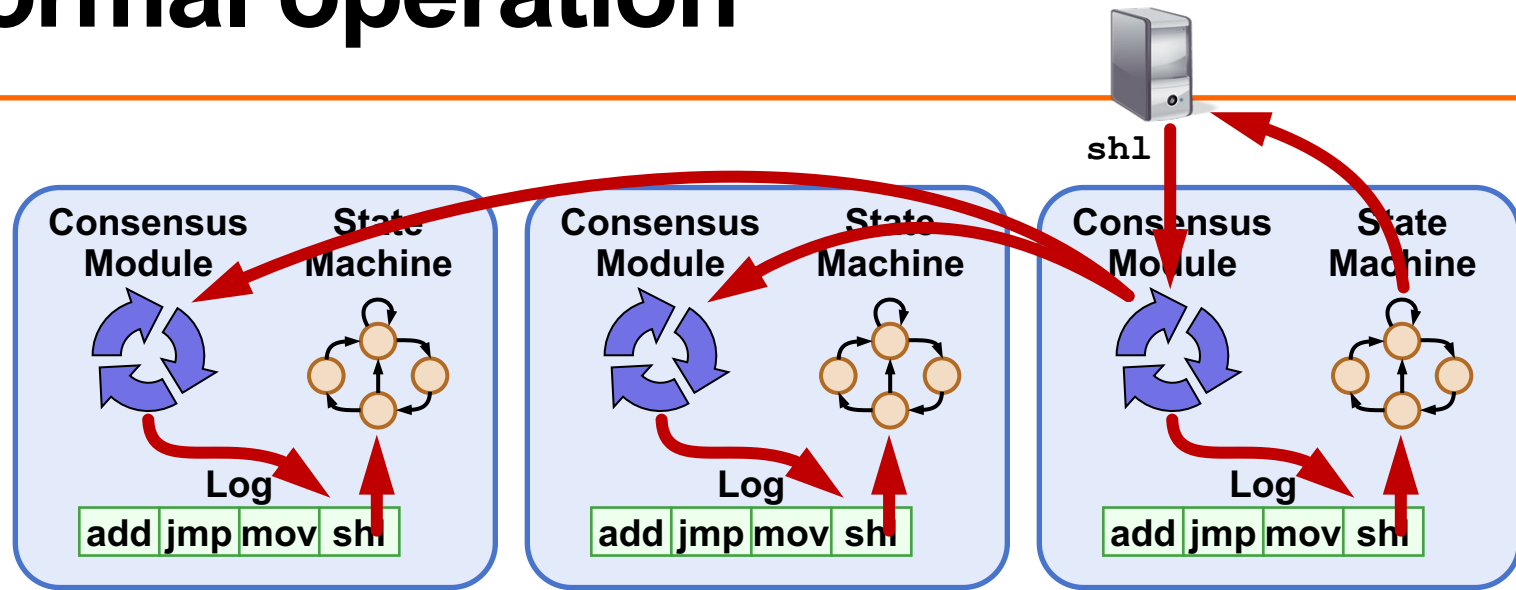 ormal operation
shl
Consensus Module
State Machine
Log
add jmp mov shl
Consensus Module
State Machine
Log
add jmp mov shl
Consensus Module
State Machine
Log
add jmp mov shl